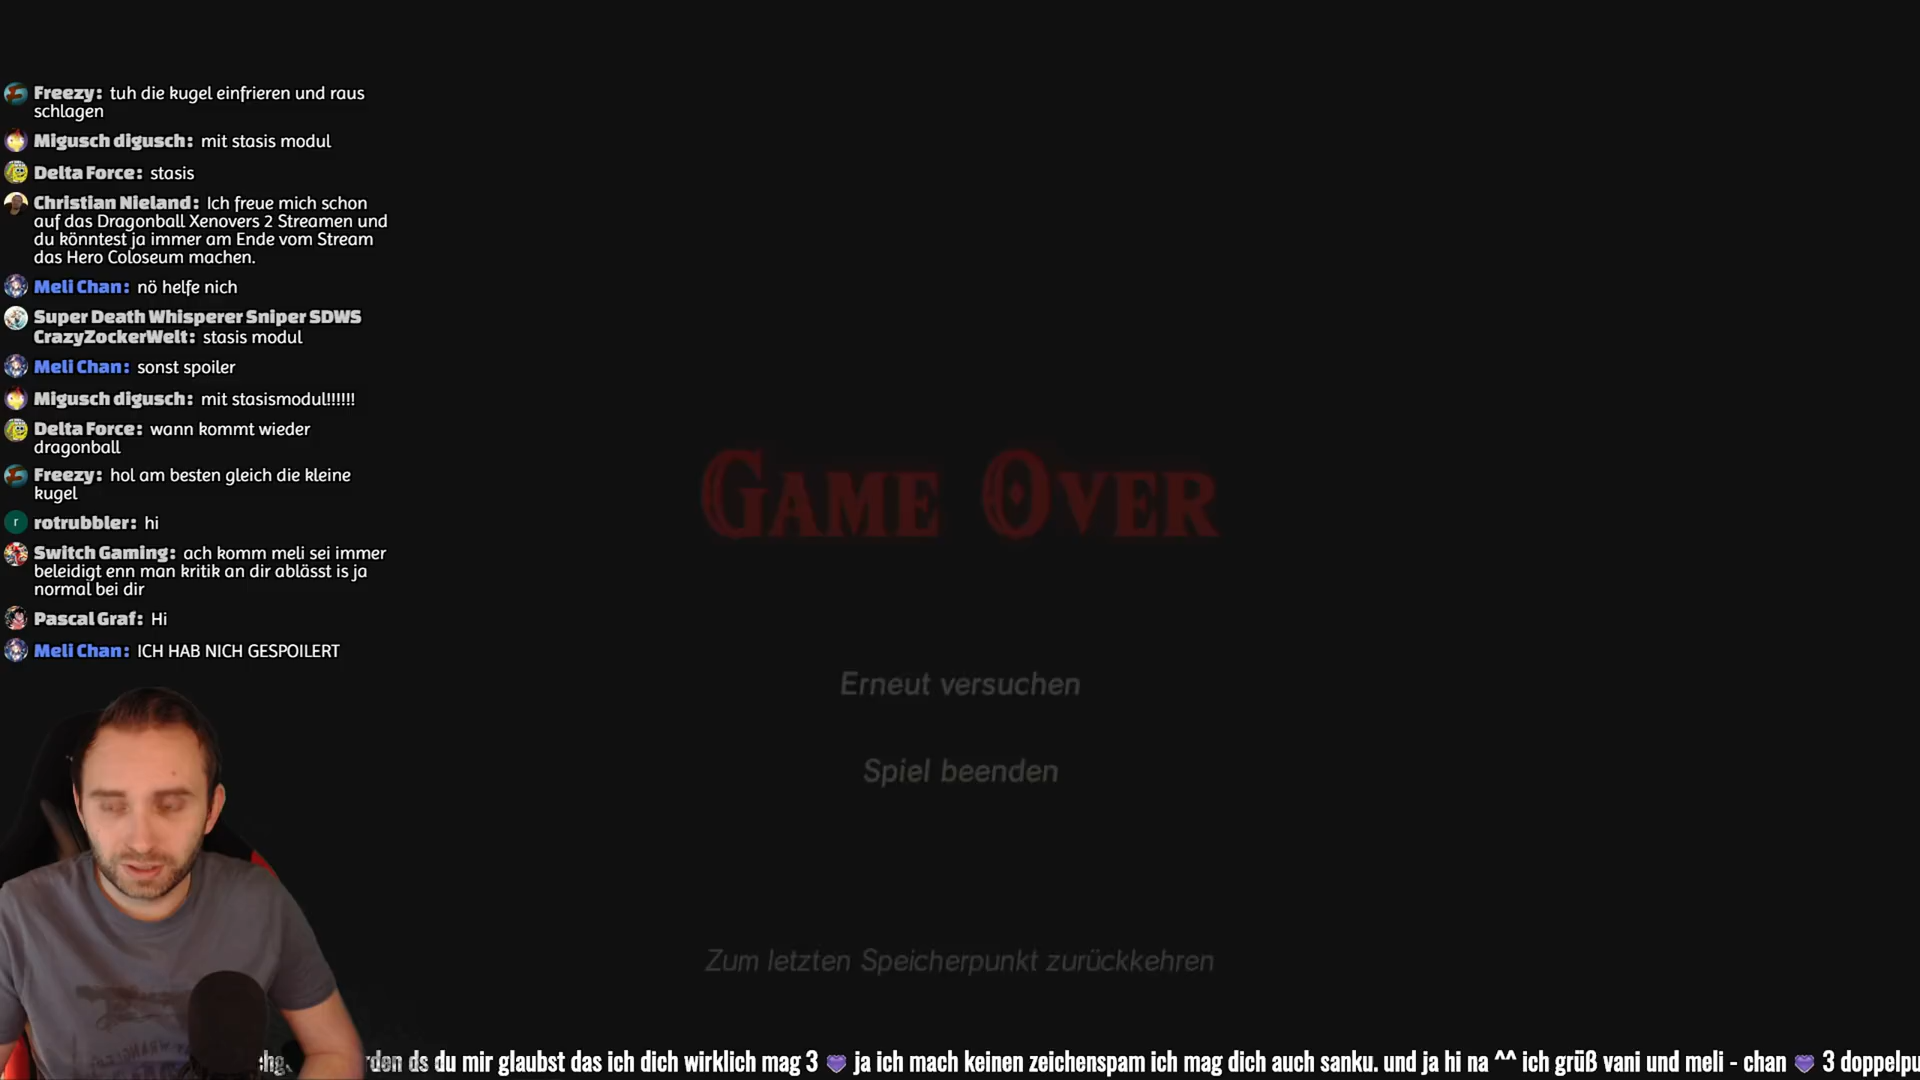 Freezy: tuh die kugel einfrieren und raus
schlagen
Migusch digusch: mit stasis modul
Delta Force: stasis
Christian Nieland: Ich freue mich schon
auf das Dragonball Xenovers 2 Streamen und
du könntest ja immer am Ende vom Stream
das Hero Coloseum machen.
Meli Chan: nö helfe nich
Super Death Whisperer Sniper SDWS
CrazyZockerWelt: stasis modul
Meli Chan: sonst spoiler
Migusch digusch: mit stasismodul!!!!!!
Delta Force: wann kommt wieder
dragonball
Freezy: hol am besten gleich die kleine
kugel
r rotrubbler: hi
Switch Gaming: ach komm meli sei immer
beleidigt enn man kritik an dir ablässt is ja
normal bei dir
Pascal Graf: Hi
Meli Chan: ICH HAB NICH GESPOILERT
GAME OVER
Erneut versuchen
Spiel beenden
Zum letzten Speicherpunkt zurückkehren
ds du mir glaubst das ich dich wirklich mag 3 💜 ja ich mach keinen zeichenspam ich mag dich auch sanku. und ja hi na ^^ ich grüß vani und meli - chan 💜 3 doppelpu